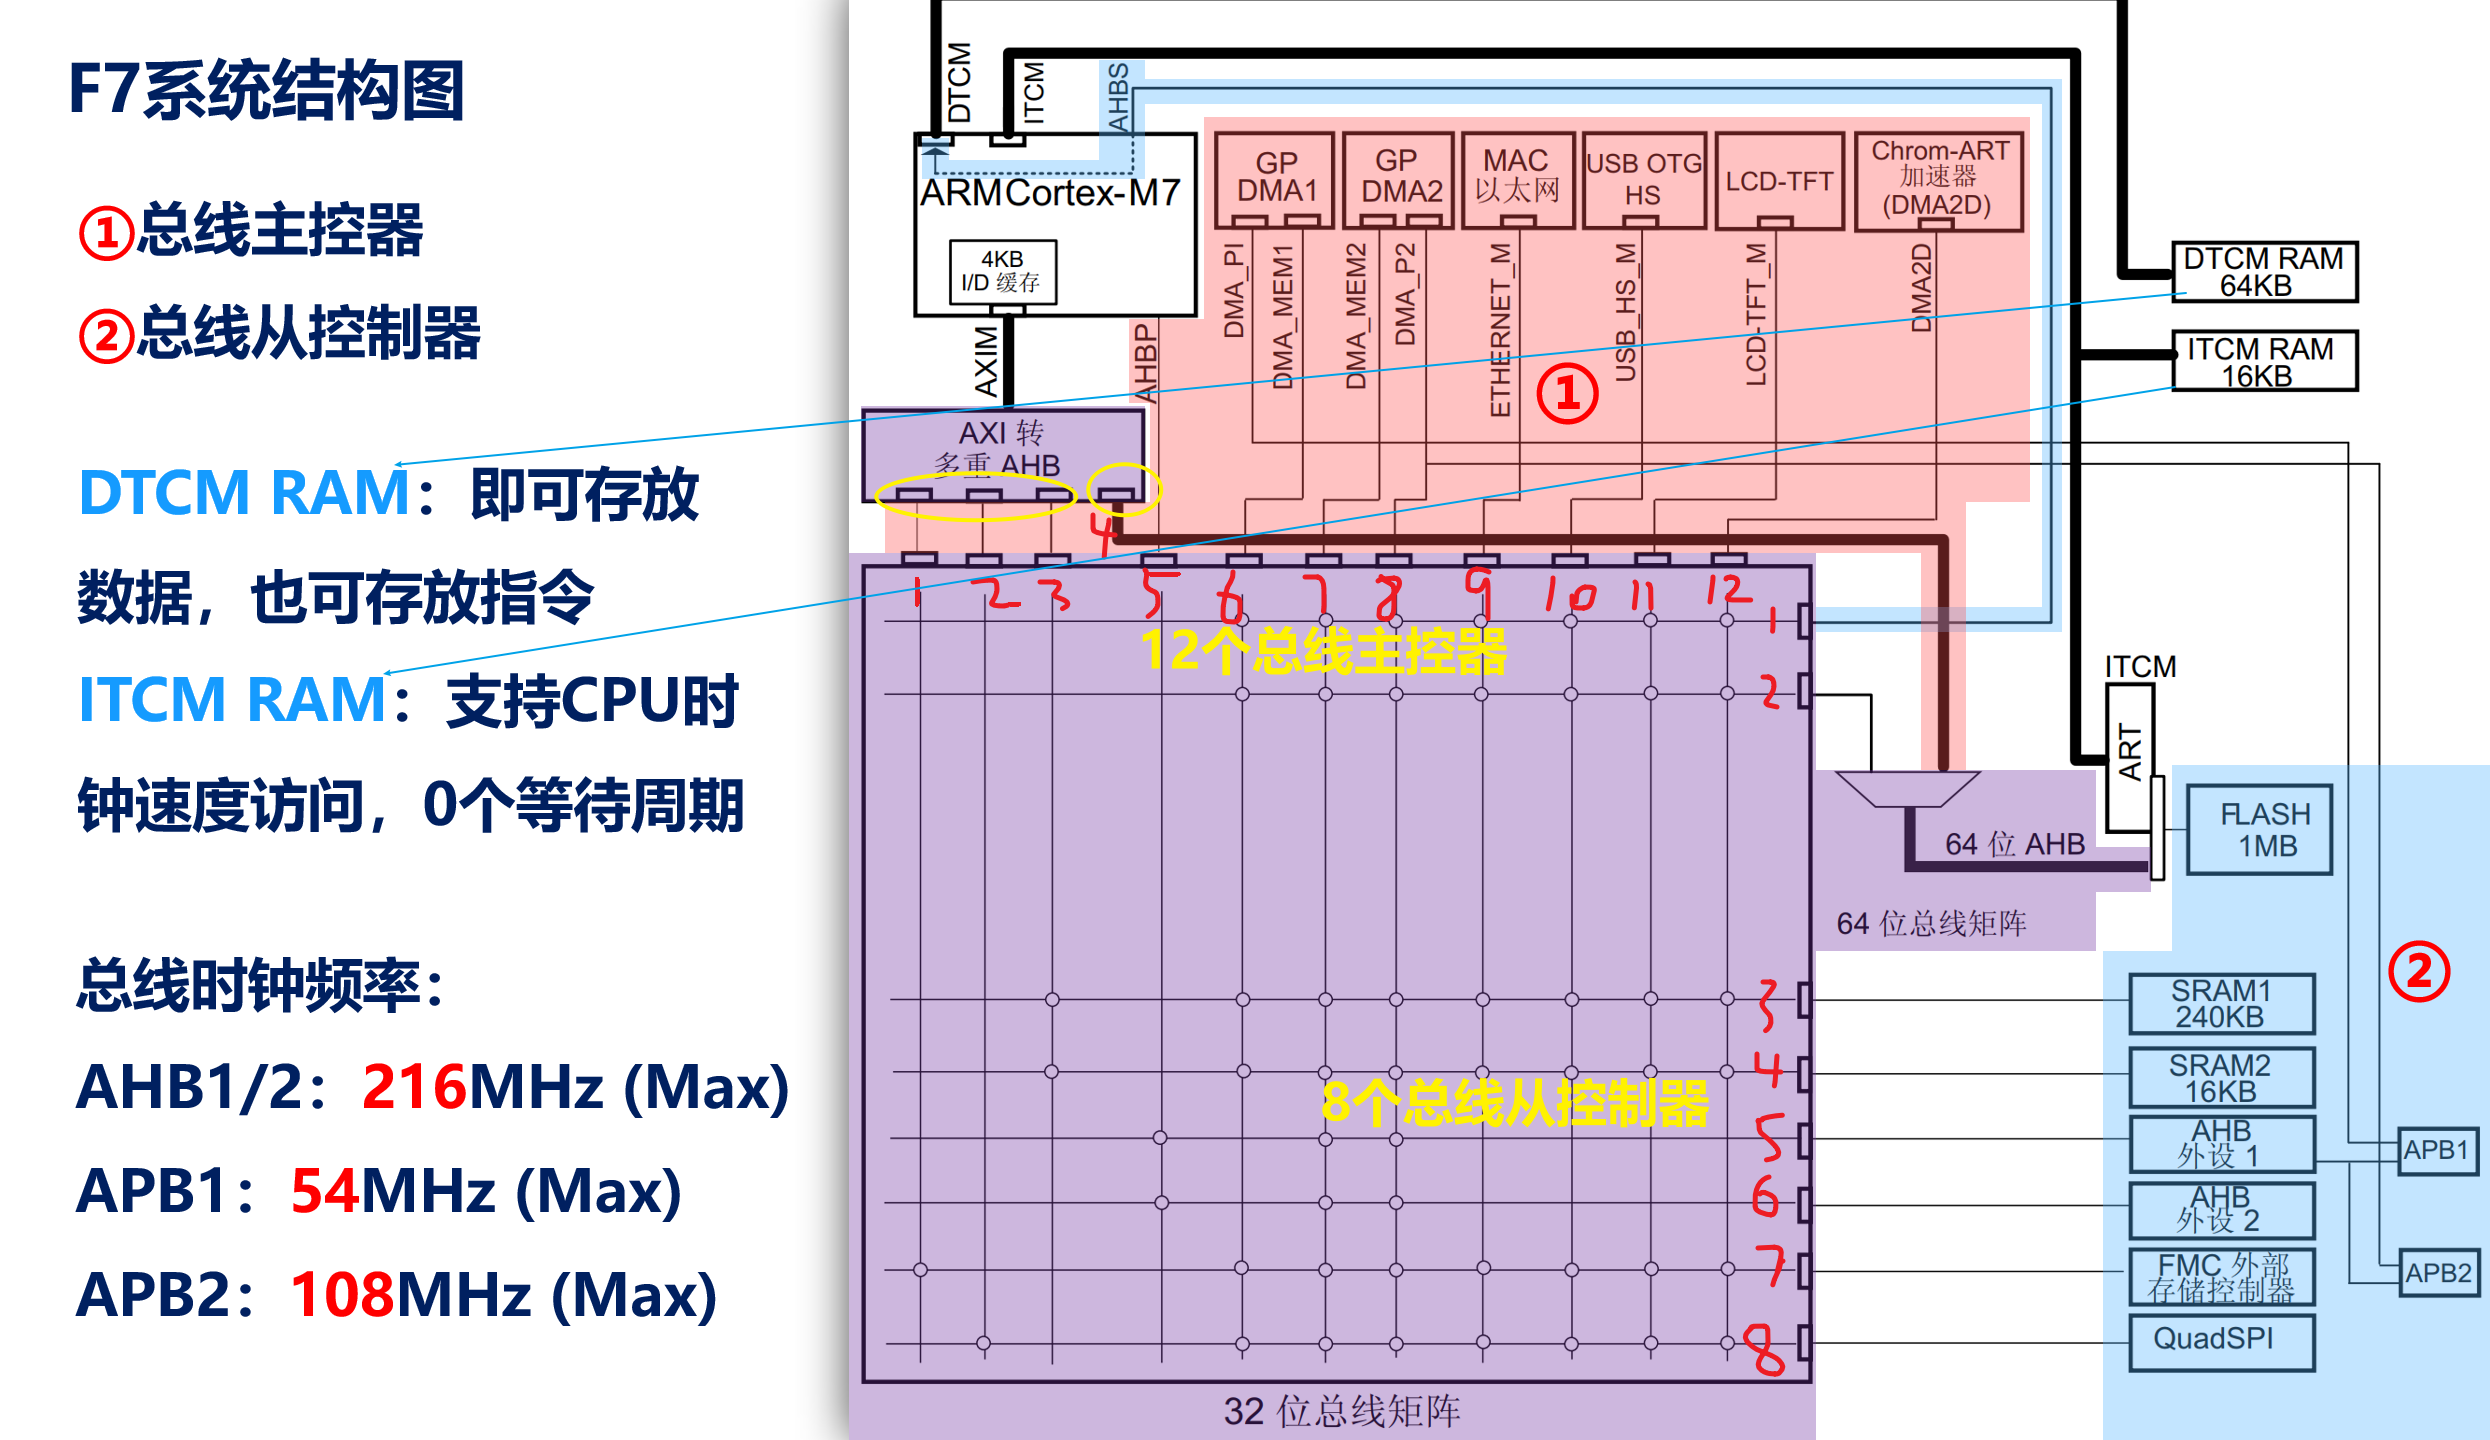 F7系统结构图
①总线主控器
②总线从控制器
DTCM RAM：即可存放
数据，也可存放指令
ITCM RAM：支持CPU时
钟速度访问，0个等待周期
总线时钟频率：
AHB1/2：216MHz (Max)
APB1：54MHz (Max)
APB2：108MHz (Max)
DTCM
ITCM
AHBS
ARMCortex-M7
4KB
I/D 缓存
AXIM
AHBP
GP
DMA1
GP
DMA2
MAC
以太网
USB OTG
HS
LCD-TFT
Chrom-ART
加速器
(DMA2D)
DMA_PI
DMA_MEM1
DMA_MEM2
DMA_P2
ETHERNET_M
USB_HS_M
LCD-TFT_M
DMA2D
①
DTCM RAM
64KB
ITCM RAM
16KB
AXI 转
多重 AHB
4
1
2
3
5
6
7
8
9
10
11
12
12个总线主控器
1
2
3
4
5
6
7
8
8个总线从控制器
32 位总线矩阵
ITCM
ART
64 位 AHB
64 位总线矩阵
FLASH
1MB
②
SRAM1
240KB
SRAM2
16KB
AHB
外设 1
AHB
外设 2
FMC 外部
存储控制器
QuadSPI
APB1
APB2